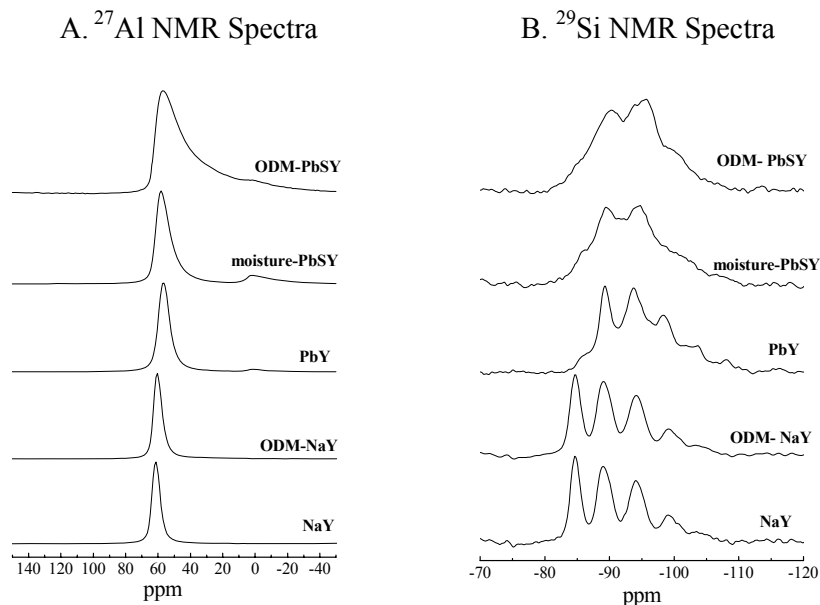 A. ²⁷Al NMR Spectra
ODM-PbSY
moisture-PbSY
PbY
ODM-NaY
NaY
140 120 100 80 60 40 20 0 -20 -40
ppm
B. ²⁹Si NMR Spectra
ODM- PbSY
moisture-PbSY
PbY
ODM- NaY
NaY
-70 -80 -90 -100 -110 -120
ppm